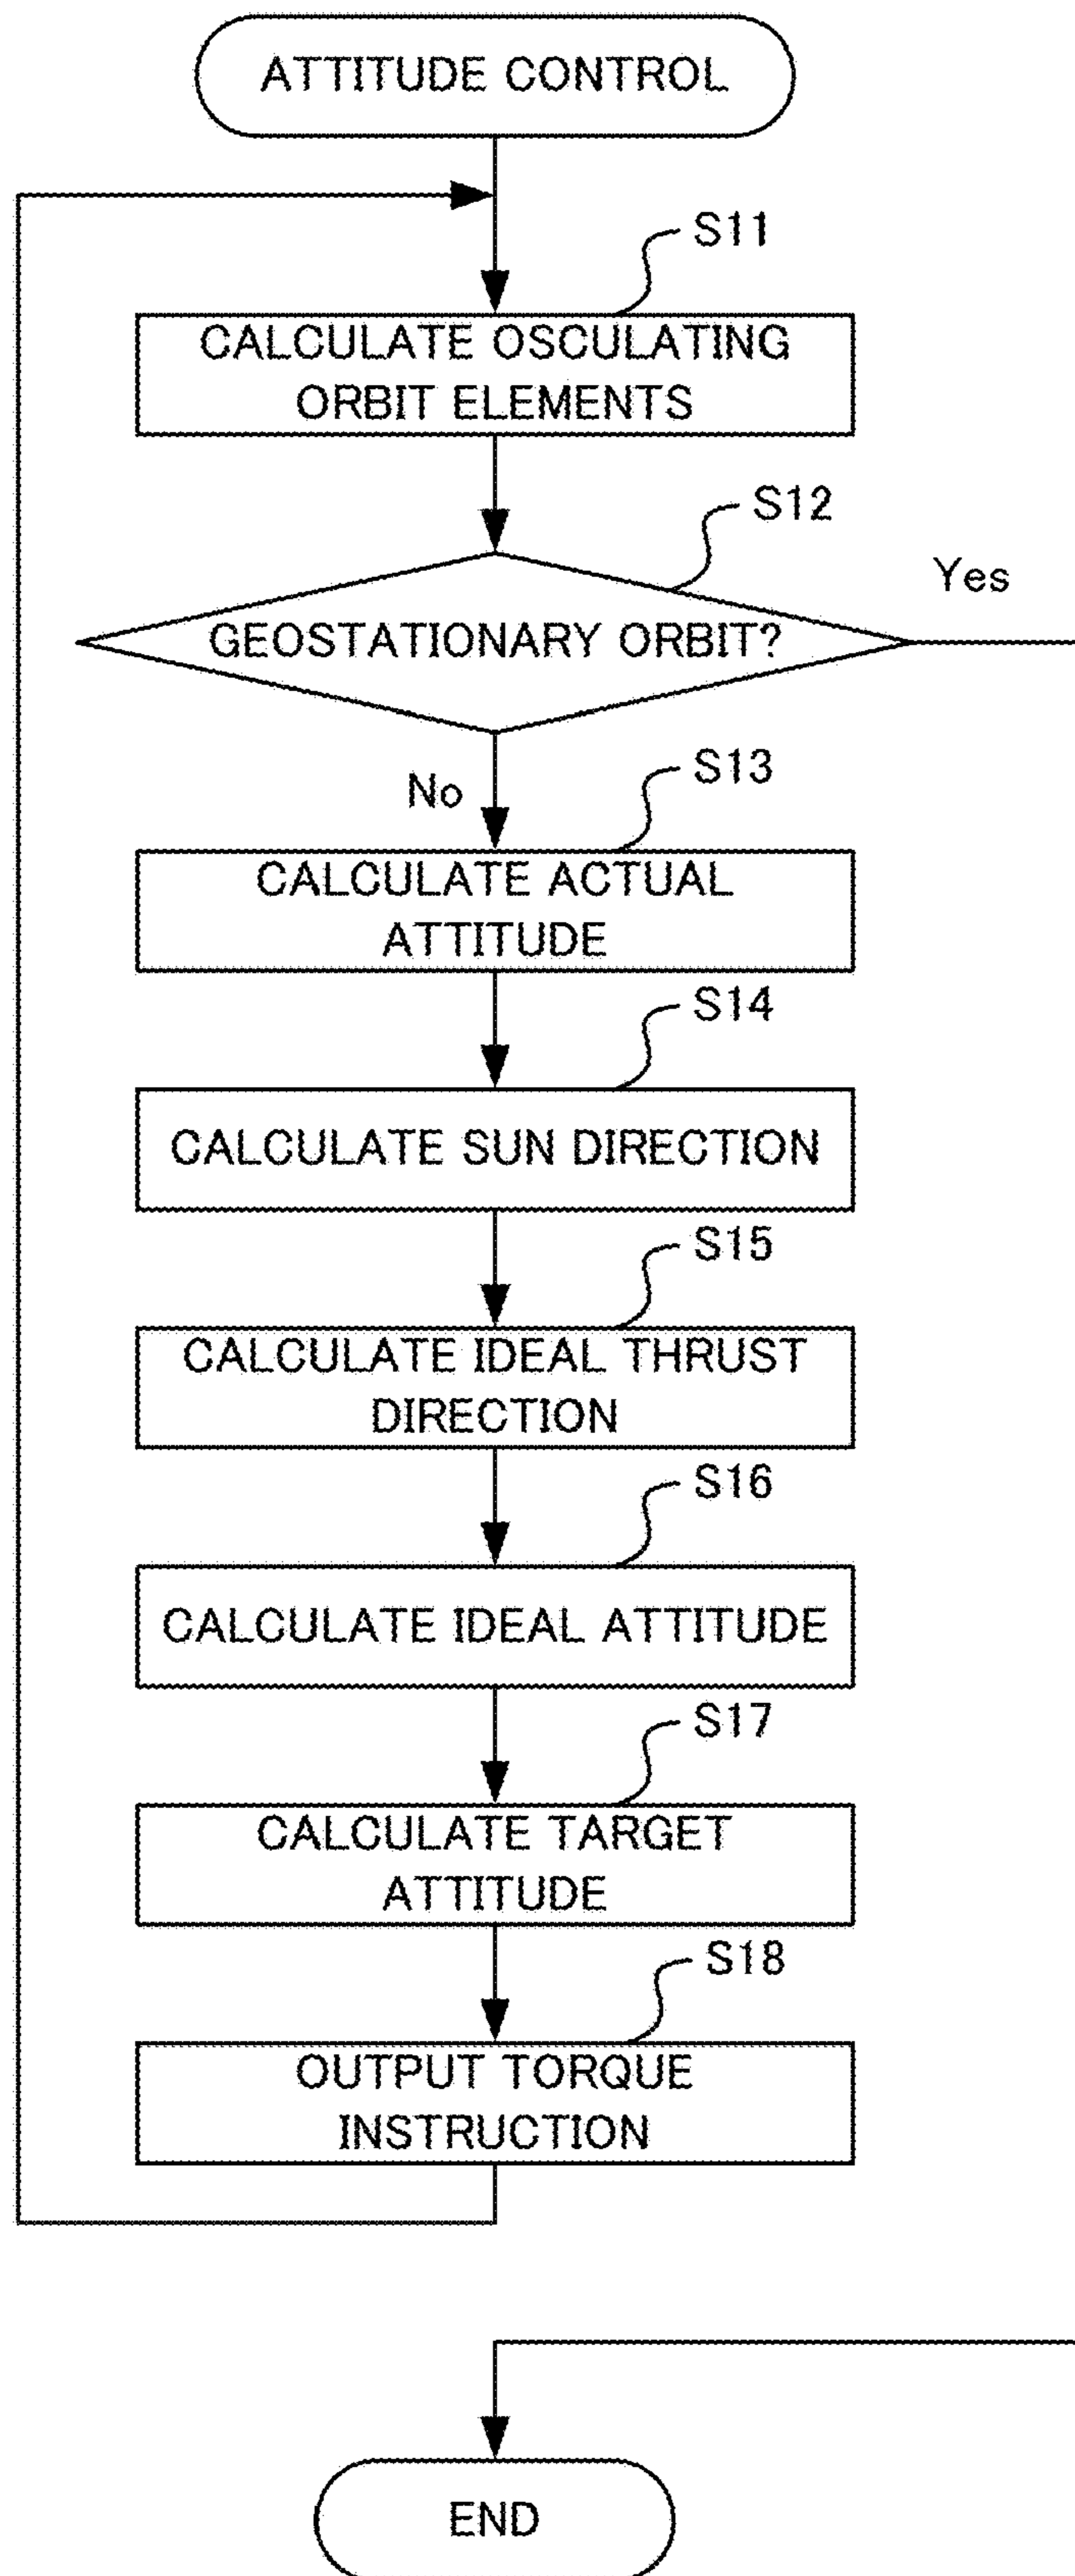 ATTITUDE CONTROL
S11
CALCULATE OSCULATING
ORBIT ELEMENTS
S12
Yes
GEOSTATIONARY ORBIT?
No
S13
CALCULATE ACTUAL
ATTITUDE
S14
CALCULATE SUN DIRECTION
S15
CALCULATE IDEAL THRUST
DIRECTION
S16
CALCULATE IDEAL ATTITUDE
S17
CALCULATE TARGET
ATTITUDE
S18
OUTPUT TORQUE
INSTRUCTION
END